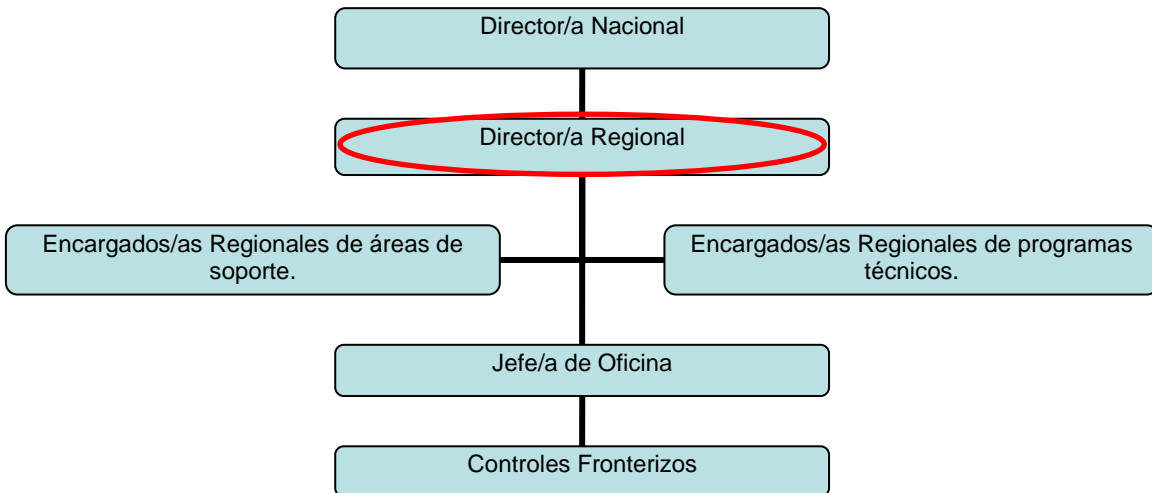 Director/a Nacional
Director/a Regional
Encargados/as Regionales de áreas de
soporte.
Encargados/as Regionales de programas
técnicos.
Jefe/a de Oficina
Controles Fronterizos